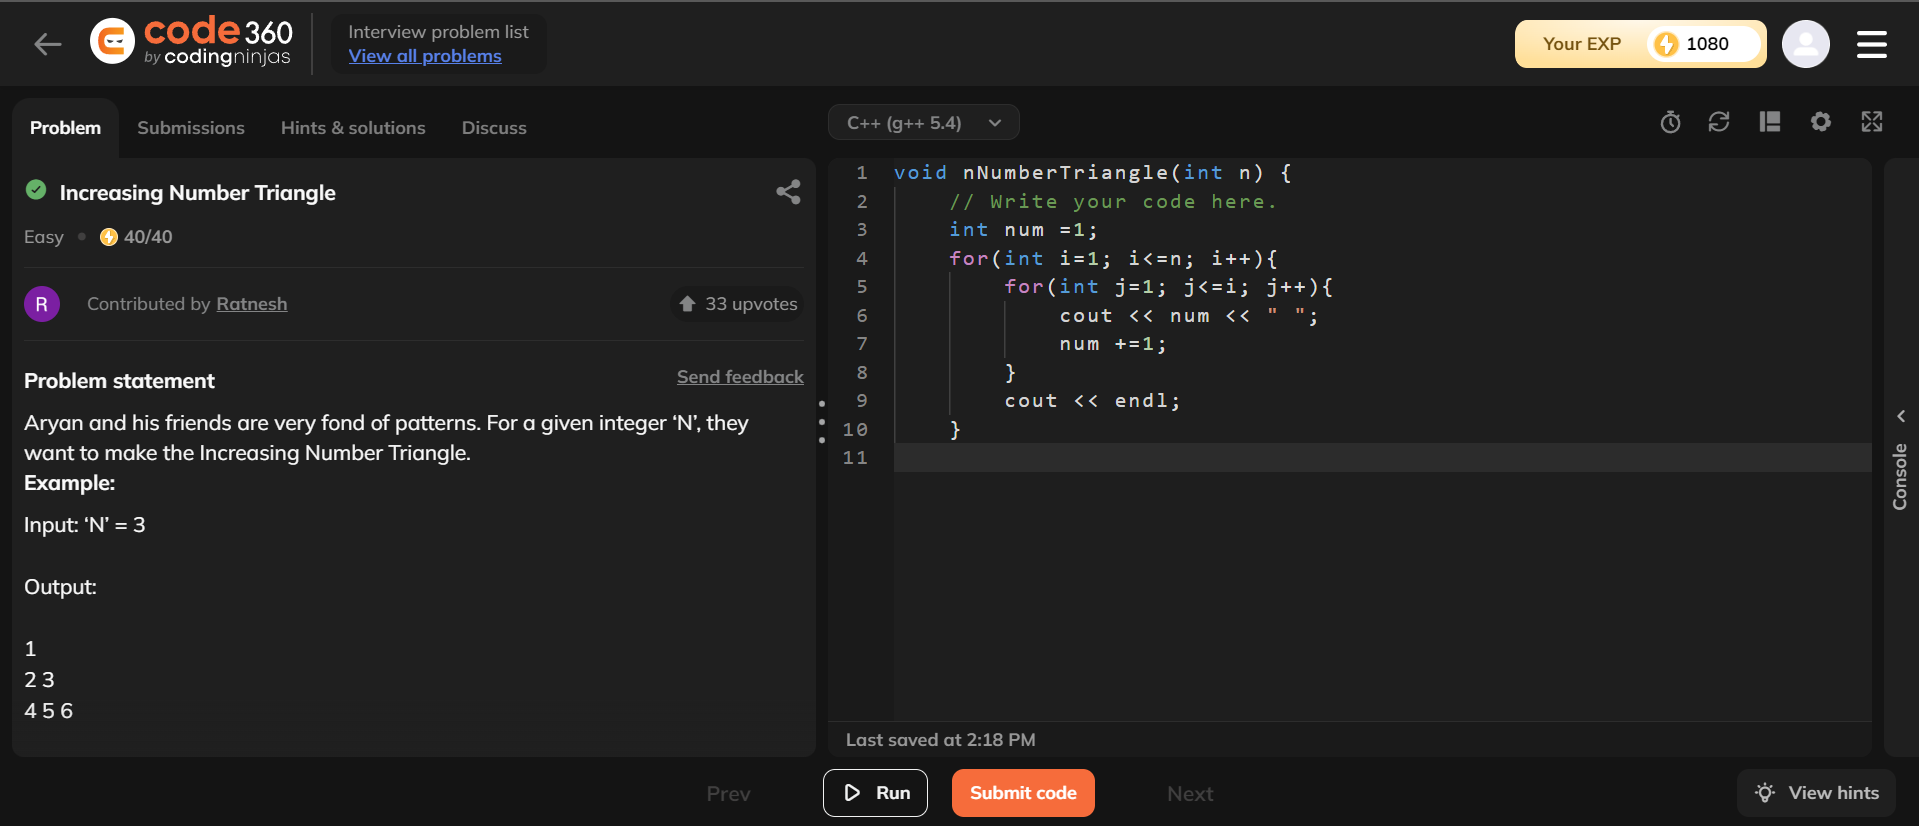 code 360
by codingninjas
Interview problem list
View all problems
Your EXP 1080
Problem Submissions Hints & solutions Discuss
Increasing Number Triangle
Easy 40/40
R Contributed by Ratnesh 33 upvotes
Problem statement Send feedback
Aryan and his friends are very fond of patterns. For a given integer ‘N’, they
want to make the Increasing Number Triangle.
Example:
Input: ‘N’ = 3
Output:
1
2 3
4 5 6
C++ (g++ 5.4)
1 void nNumberTriangle(int n) {
2 // Write your code here.
3 int num =1;
4 for(int i=1; i<=n; i++){
5 for(int j=1; j<=i; j++){
6 cout << num << " ";
7 num +=1;
8 }
9 cout << endl;
10 }
11
Last saved at 2:18 PM
Console
Prev Run Submit code Next View hints